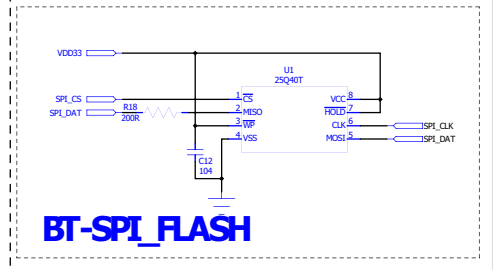 VDD33
U1
25Q40T
SPI_CS 1 CS VCC 8
SPI_DAT R18 2 MISO HOLD 7
200R 3 WP CLK 6 SPI_CLK
4 VSS MOSI 5 SPI_DAT
C12
104
BT-SPI_FLASH